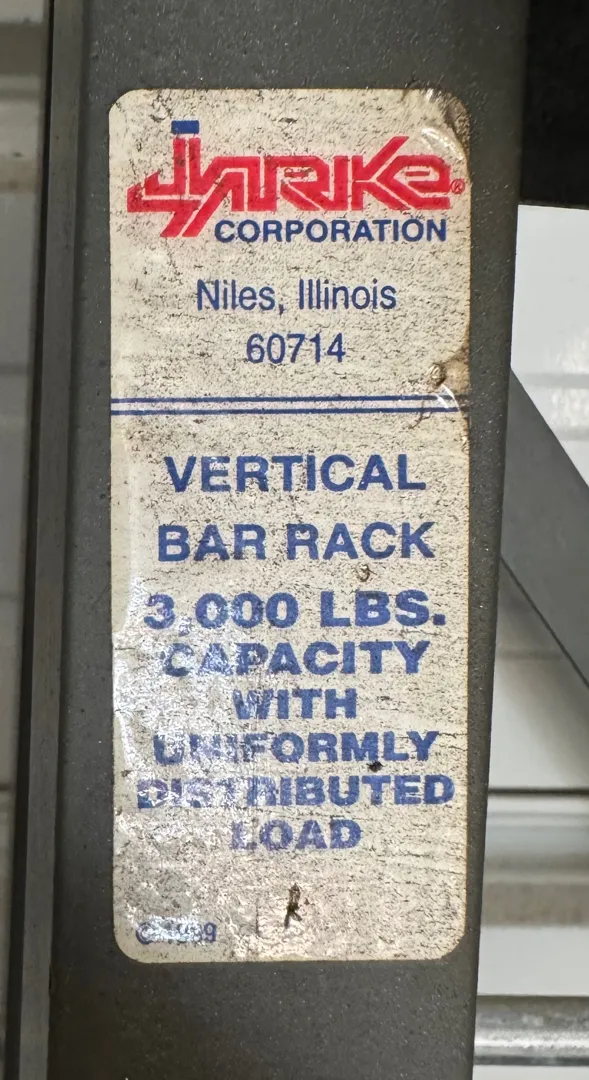 JARKE®
CORPORATION
Niles, Illinois
60714
VERTICAL
BAR RACK
3,000 LBS.
CAPACITY
WITH
UNIFORMLY
DISTRIBUTED
LOAD
©